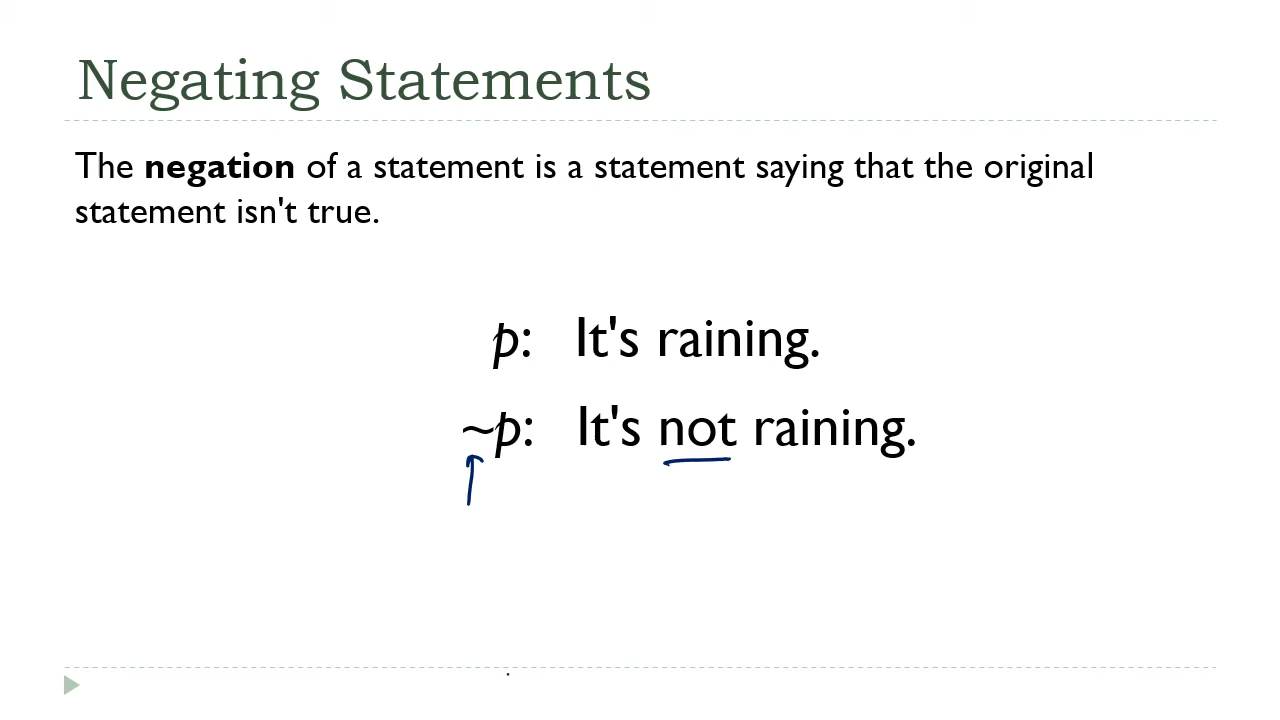 Negating Statements
The negation of a statement is a statement saying that the original
statement isn't true.
p: It's raining.
~p: It's not raining.